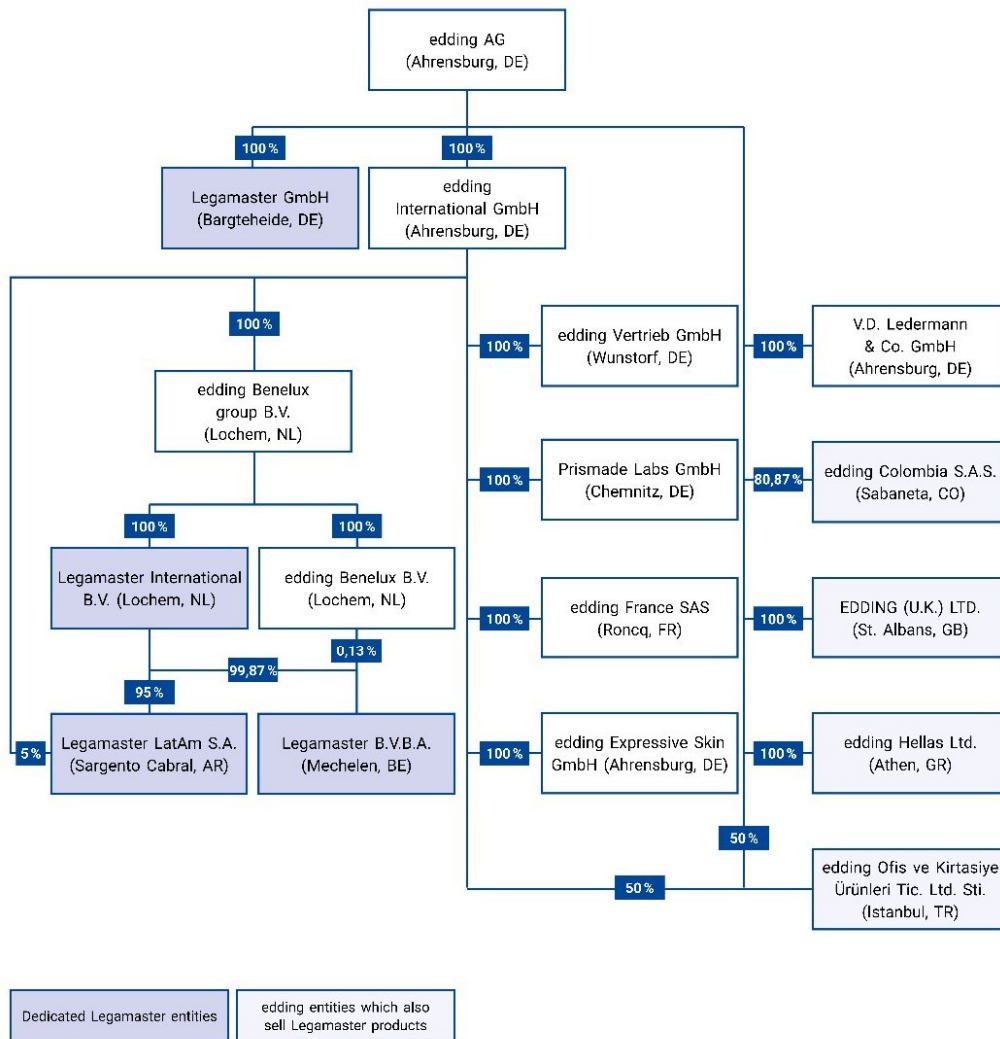 edding AG
(Ahrensburg, DE)
100%
100%
Legamaster GmbH
(Bargteheide, DE)
edding
International GmbH
(Ahrensburg, DE)
100%
100%
edding Vertrieb GmbH
(Wunstorf, DE)
100%
V.D. Ledermann
& Co. GmbH
(Ahrensburg, DE)
edding Benelux
group B.V.
(Lochem, NL)
100%
Prismade Labs GmbH
(Chemnitz, DE)
80,87%
edding Colombia S.A.S.
(Sabaneta, CO)
100%
100%
Legamaster International
B.V. (Lochem, NL)
edding Benelux B.V.
(Lochem, NL)
100%
edding France SAS
(Roncq, FR)
100%
EDDING (U.K.) LTD.
(St. Albans, GB)
0,13%
99,87%
95%
5%
Legamaster LatAm S.A.
(Sargento Cabral, AR)
Legamaster B.V.B.A.
(Mechelen, BE)
100%
edding Expressive Skin
GmbH (Ahrensburg, DE)
100%
edding Hellas Ltd.
(Athen, GR)
50%
50%
edding Ofis ve Kirtasiye
Ürünleri Tic. Ltd. Sti.
(Istanbul, TR)
Dedicated Legamaster entities
edding entities which also
sell Legamaster products